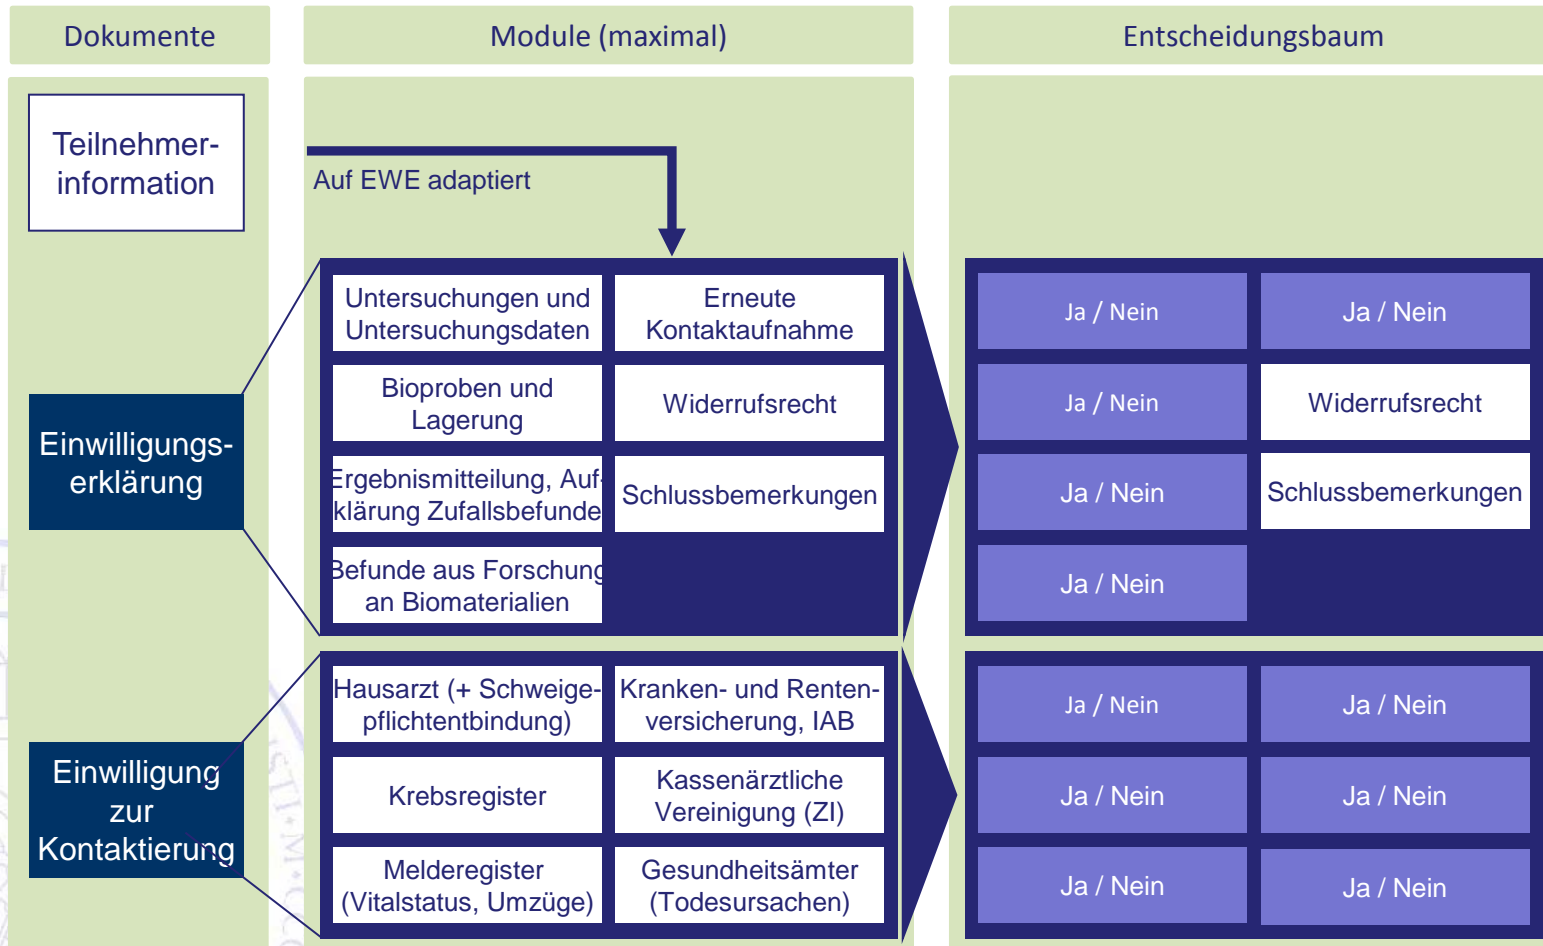 Dokumente
Module (maximal)
Entscheidungsbaum
Teilnehmer-
information
Auf EWE adaptiert
Einwilligungs-
erklärung
Untersuchungen und
Untersuchungsdaten
Erneute
Kontaktaufnahme
Bioproben und
Lagerung
Widerrufsrecht
Ergebnismitteilung, Auf-
klärung Zufallsbefunde
Schlussbemerkungen
Befunde aus Forschung
an Biomaterialien
Ja / Nein
Ja / Nein
Ja / Nein
Widerrufsrecht
Ja / Nein
Schlussbemerkungen
Ja / Nein
Einwilligung
zur
Kontaktierung
Hausarzt (+ Schweige-
pflichtentbindung)
Kranken- und Renten-
versicherung, IAB
Krebsregister
Kassenärztliche
Vereinigung (ZI)
Melderegister
(Vitalstatus, Umzüge)
Gesundheitsämter
(Todesursachen)
Ja / Nein
Ja / Nein
Ja / Nein
Ja / Nein
Ja / Nein
Ja / Nein